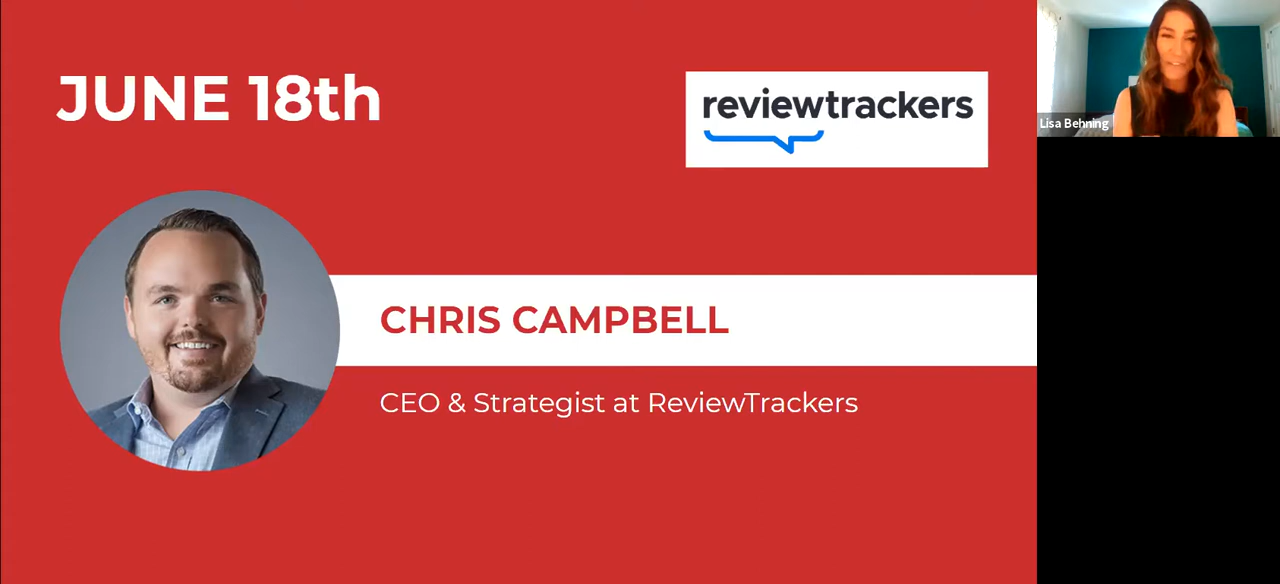 JUNE 18th
reviewtrackers
Lisa Behning
CHRIS CAMPBELL
CEO & Strategist at ReviewTrackers